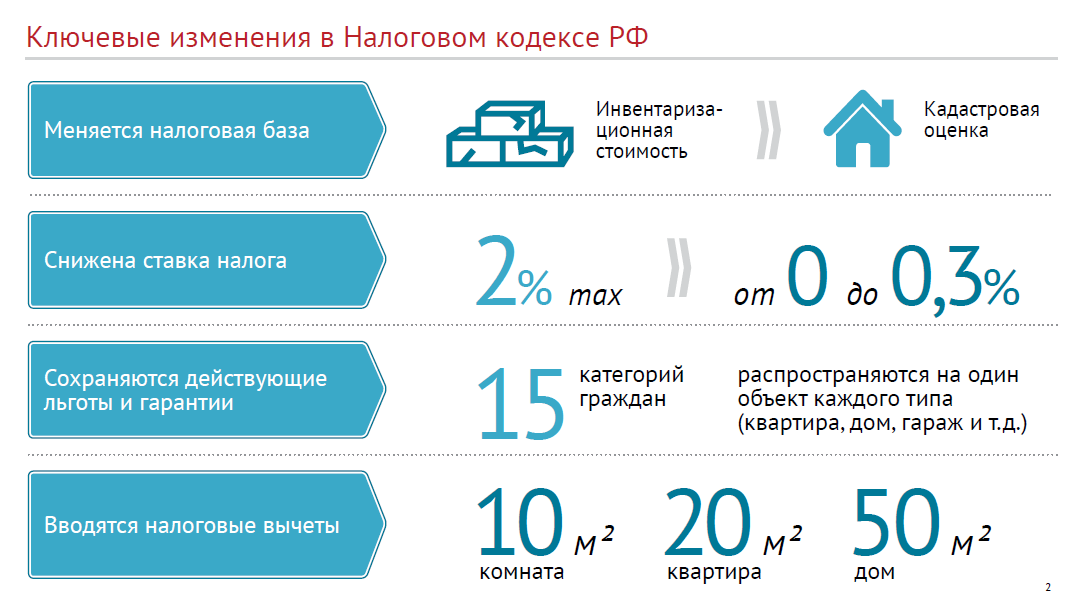 Ключевые изменения в Налоговом кодексе РФ
Меняется налоговая база
Инвентариза-
ционная
стоимость
Кадастровая
оценка
Снижена ставка налога
2% max
от 0 до 0,3%
Сохраняются действующие
льготы и гарантии
15
категорий
граждан
распространяются на один
объект каждого типа
(квартира, дом, гараж и т.д.)
Вводятся налоговые вычеты
10 м²
комната
20 м²
квартира
50 м²
дом
2